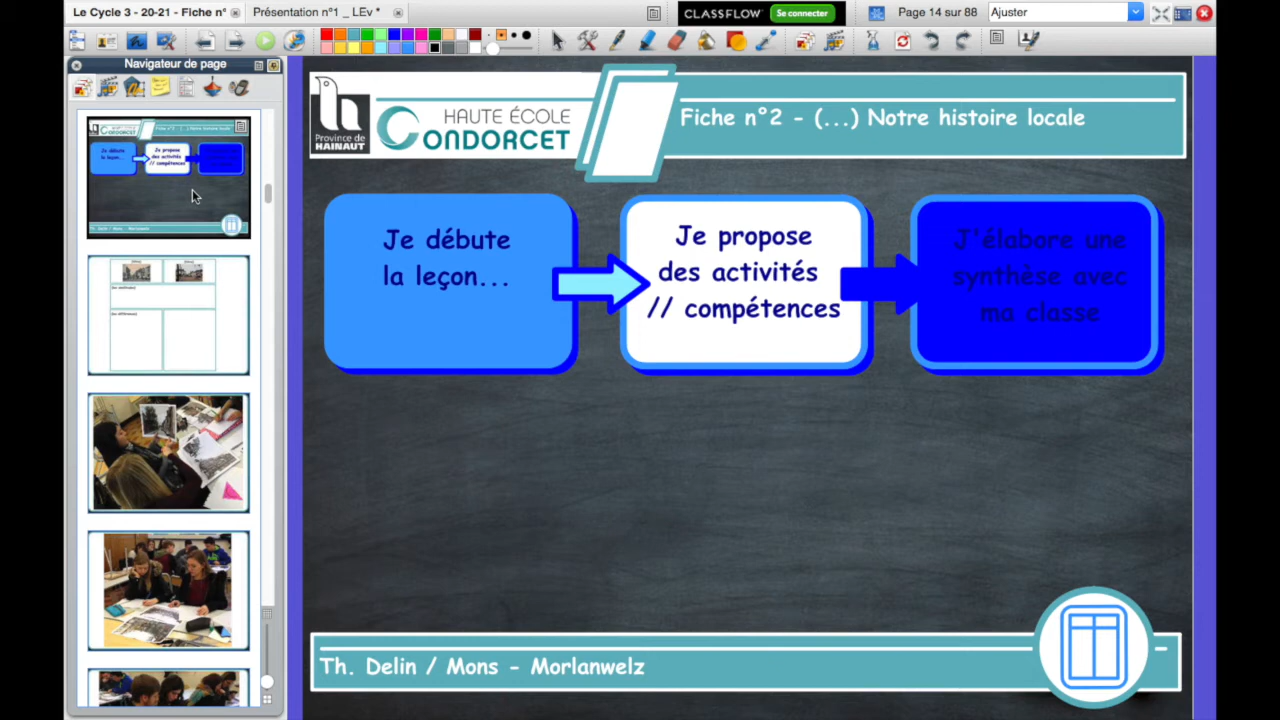 Le Cycle 3 - 20-21 - Fiche n°
Présentation n°1 _ LEv *
CLASSFLOW
Se connecter
Page 14 sur 88
Ajuster
Navigateur de page
Province de
HAINAUT
HAUTE ÉCOLE
CONDORCET
Fiche n°2 - (...) Notre histoire locale
Je débute
la leçon...
Je propose
des activités
// compétences
J'élabore une
synthèse avec
ma classe
Th. Delin / Mons - Morlanwelz